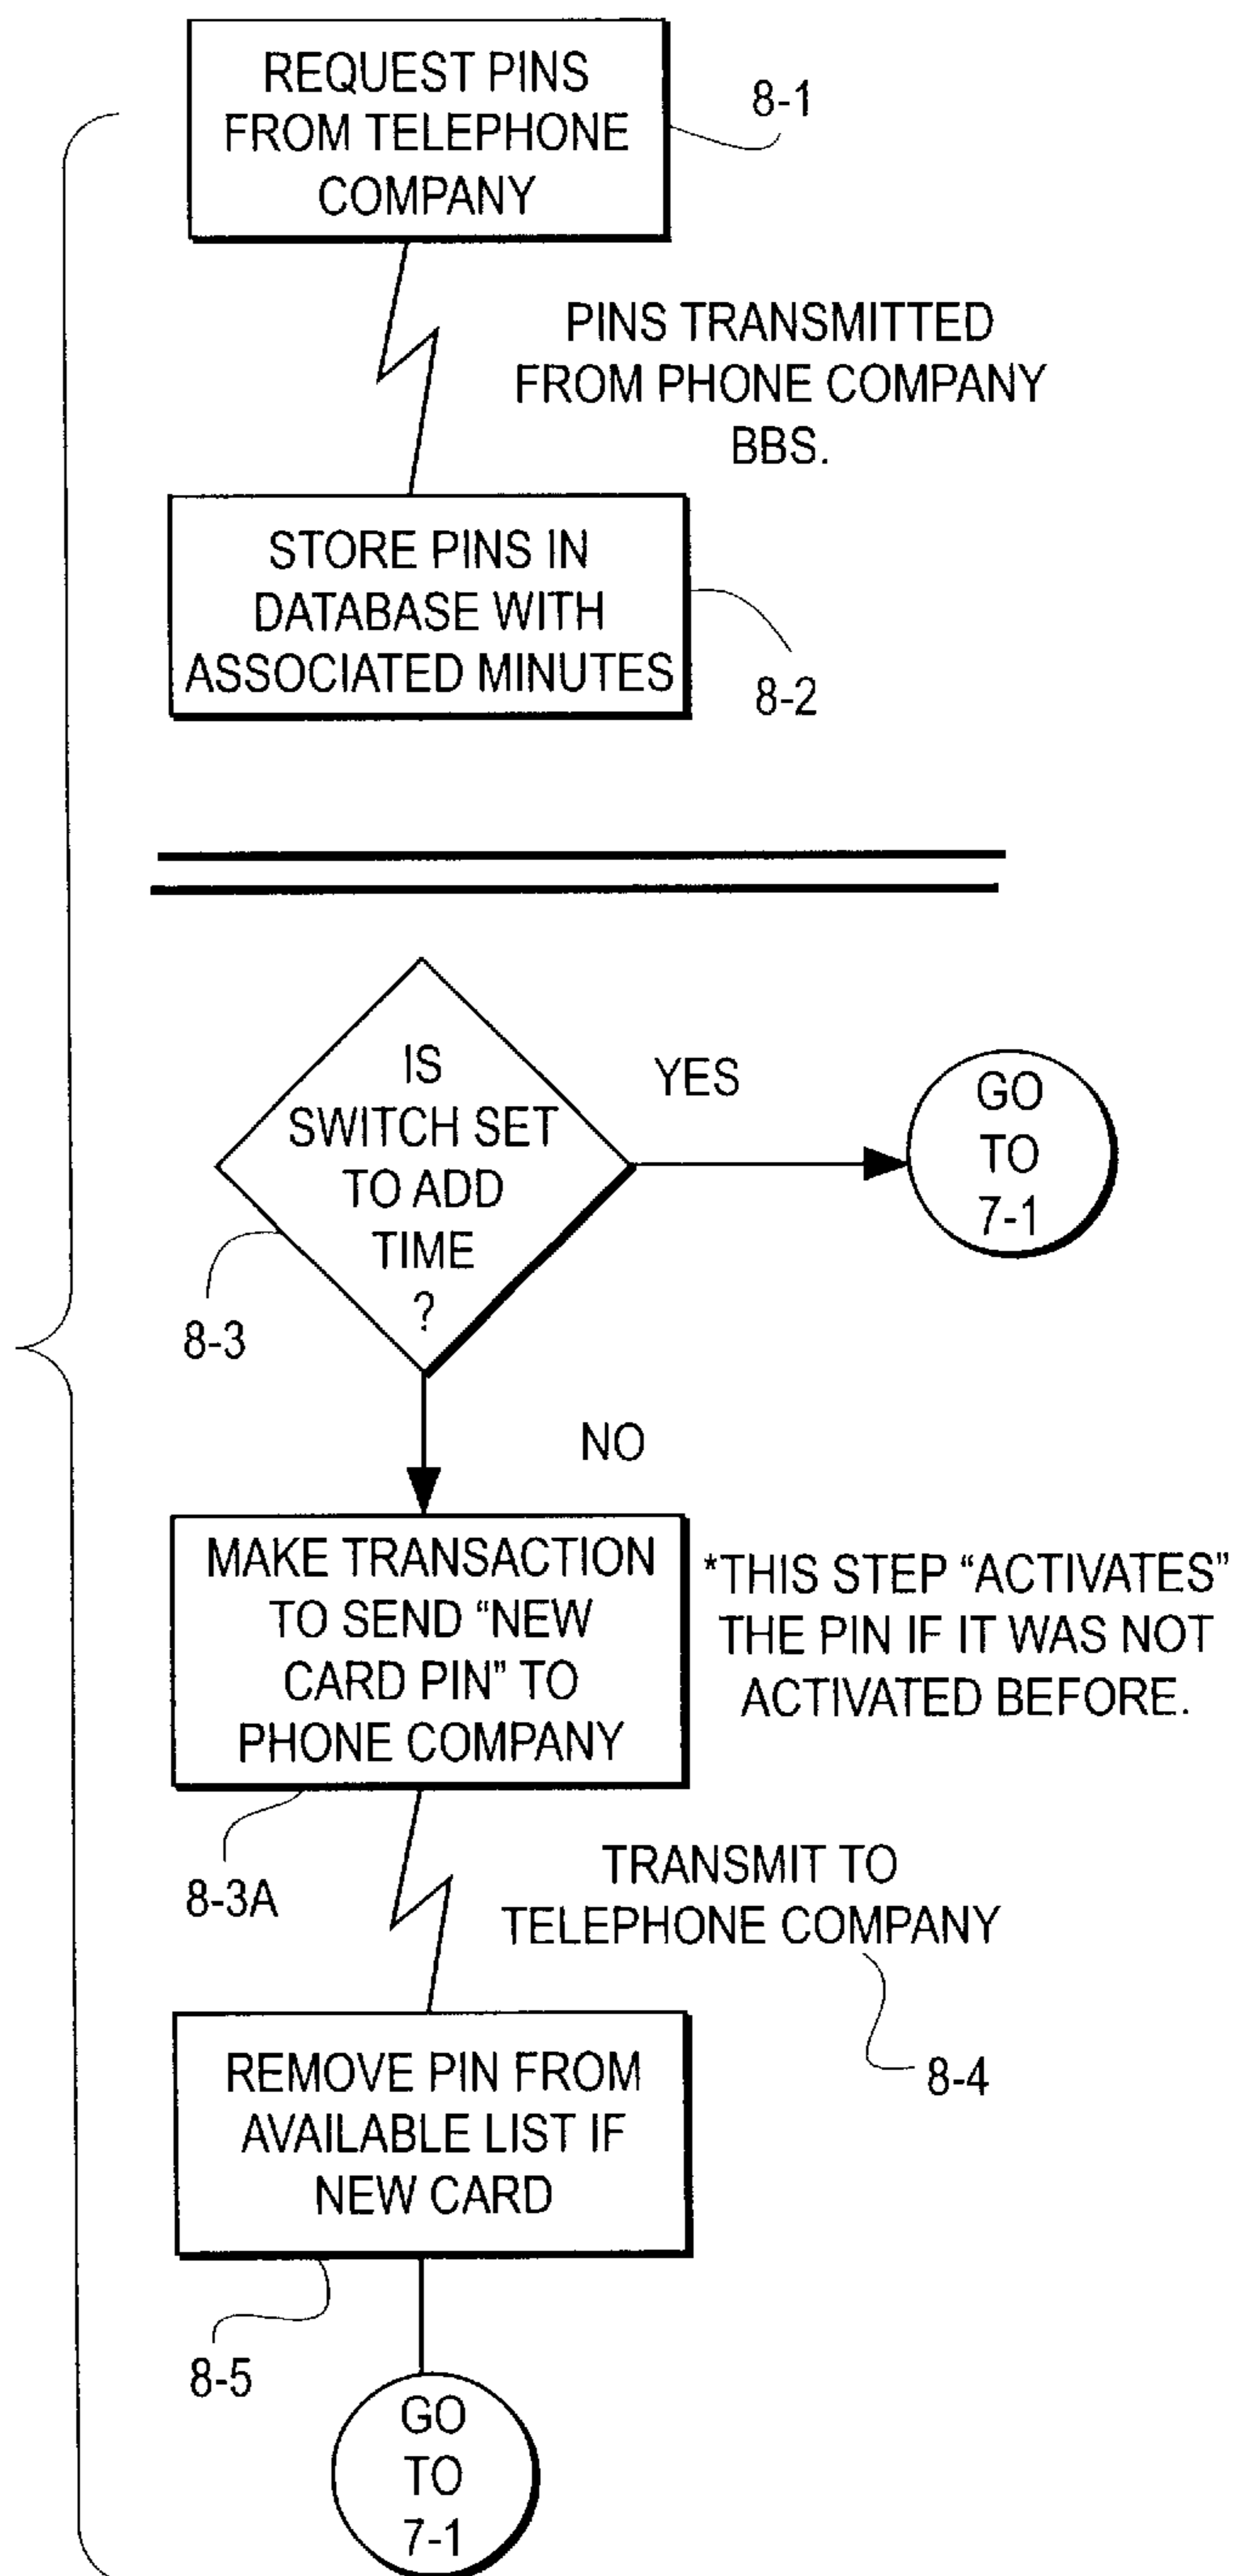 REQUEST PINS
FROM TELEPHONE
COMPANY
8-1
PINS TRANSMITTED
FROM PHONE COMPANY
BBS.
STORE PINS IN
DATABASE WITH
ASSOCIATED MINUTES
8-2
IS
SWITCH SET
TO ADD
TIME
?
8-3
YES
GO
TO
7-1
NO
MAKE TRANSACTION
TO SEND “NEW
CARD PIN” TO
PHONE COMPANY
8-3A
*THIS STEP “ACTIVATES”
THE PIN IF IT WAS NOT
ACTIVATED BEFORE.
TRANSMIT TO
TELEPHONE COMPANY
8-4
REMOVE PIN FROM
AVAILABLE LIST IF
NEW CARD
8-5
GO
TO
7-1